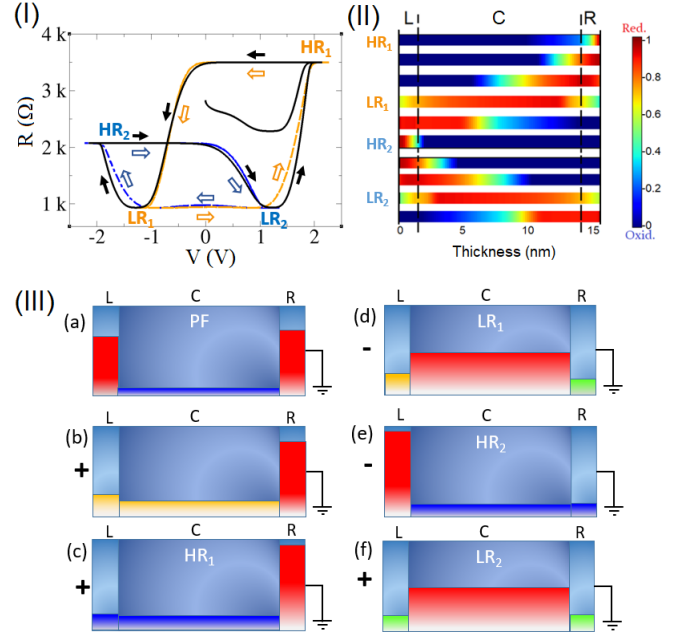 (I)
4 k
3 k
2 k
1 k
R (Ω)
HR1
HR2
LR1
LR2
-2 -1 0 1 2
V (V)
(II)
L C R
Red.
HR1
LR1
HR2
LR2
1
0.8
0.6
0.4
0.2
0
Oxid.
0 5 10 15
Thickness (nm)
(III)
L C R
(a) PF
(b) L C R
+
(c) L C R
+ HR1
L C R
(d) LR1
-
(e) L C R
- HR2
(f) L C R
+ LR2